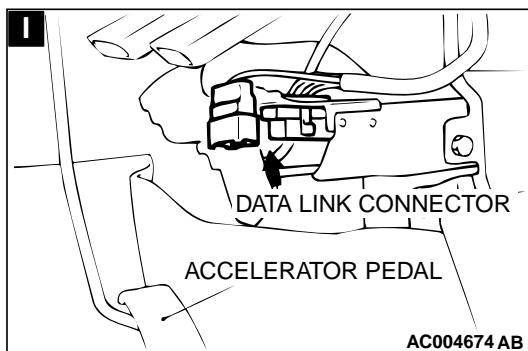 I
DATA LINK CONNECTOR
ACCELERATOR PEDAL
AC004674 AB